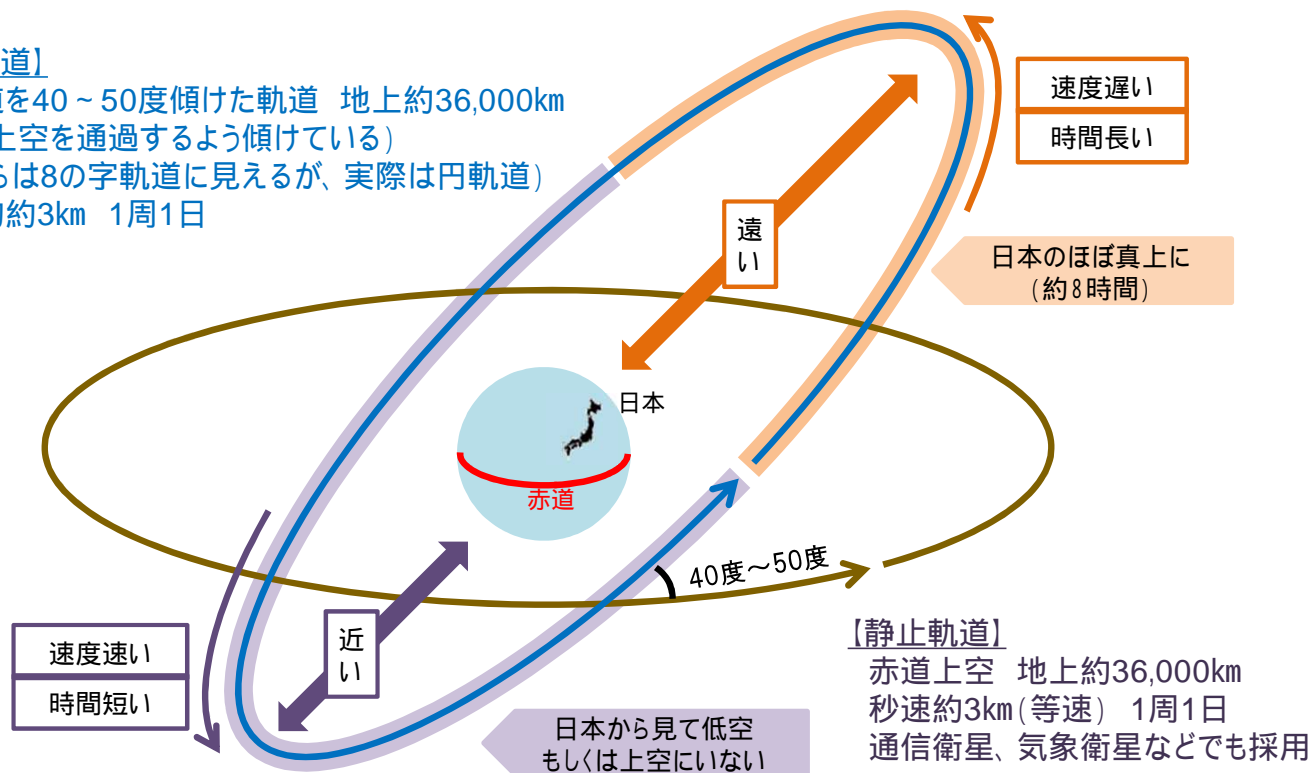 道】
を40~50度傾けた軌道 地上約36,000km
上空を通過するよう傾けている)
らは8の字軌道に見えるが、実際は円軌道)
約3km 1周1日
速度遅い
時間長い
遠い
日本のほぼ真上に
(約8時間)
日本
赤道
40度～50度
近い
速度速い
時間短い
日本から見て低空
もしくは上空にいない
【静止軌道】
赤道上空 地上約36,000km
秒速約3km(等速) 1周1日
通信衛星、気象衛星などでも採用